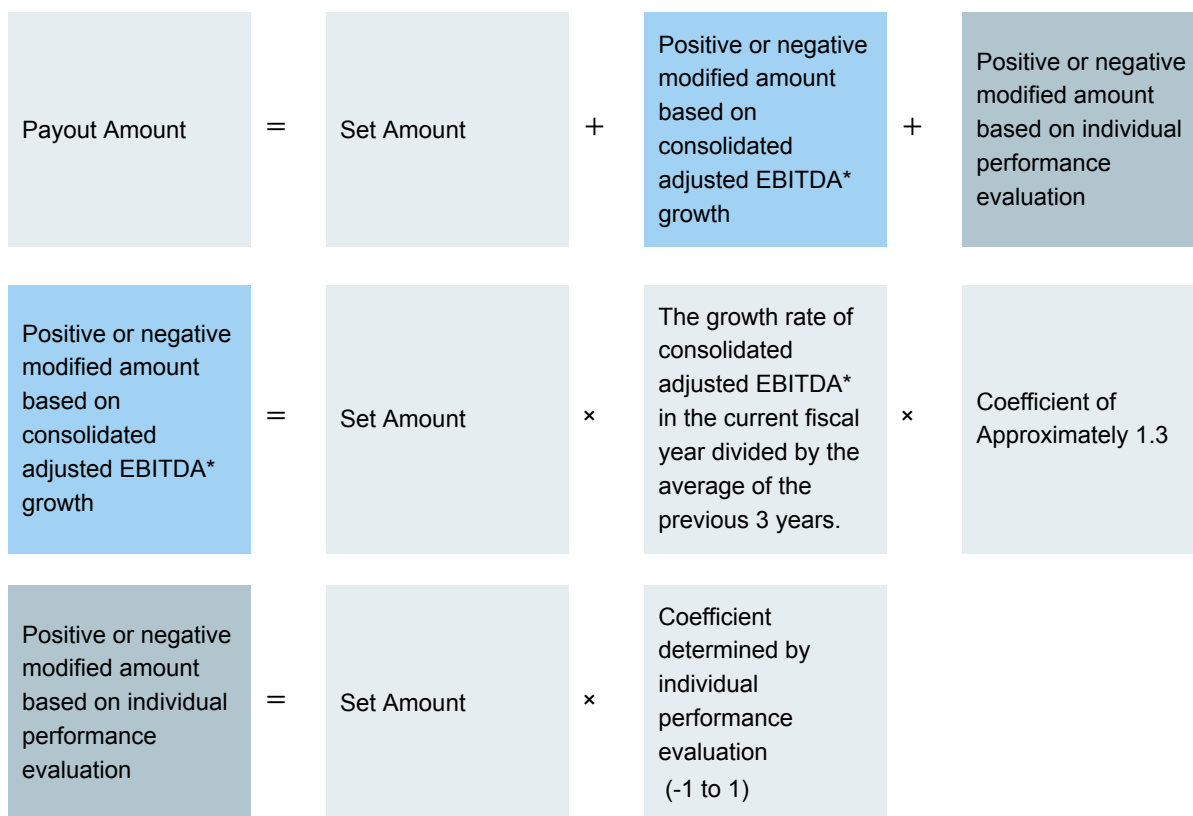 Payout Amount
=
Set Amount
+
Positive or negative
modified amount
based on
consolidated
adjusted EBITDA*
growth
+
Positive or negative
modified amount
based on individual
performance
evaluation
Positive or negative
modified amount
based on
consolidated
adjusted EBITDA*
growth
=
Set Amount
×
The growth rate of
consolidated
adjusted EBITDA*
in the current fiscal
year divided by the
average of the
previous 3 years.
×
Coefficient of
Approximately 1.3
Positive or negative
modified amount
based on individual
performance
evaluation
=
Set Amount
×
Coefficient
determined by
individual
performance
evaluation
(-1 to 1)